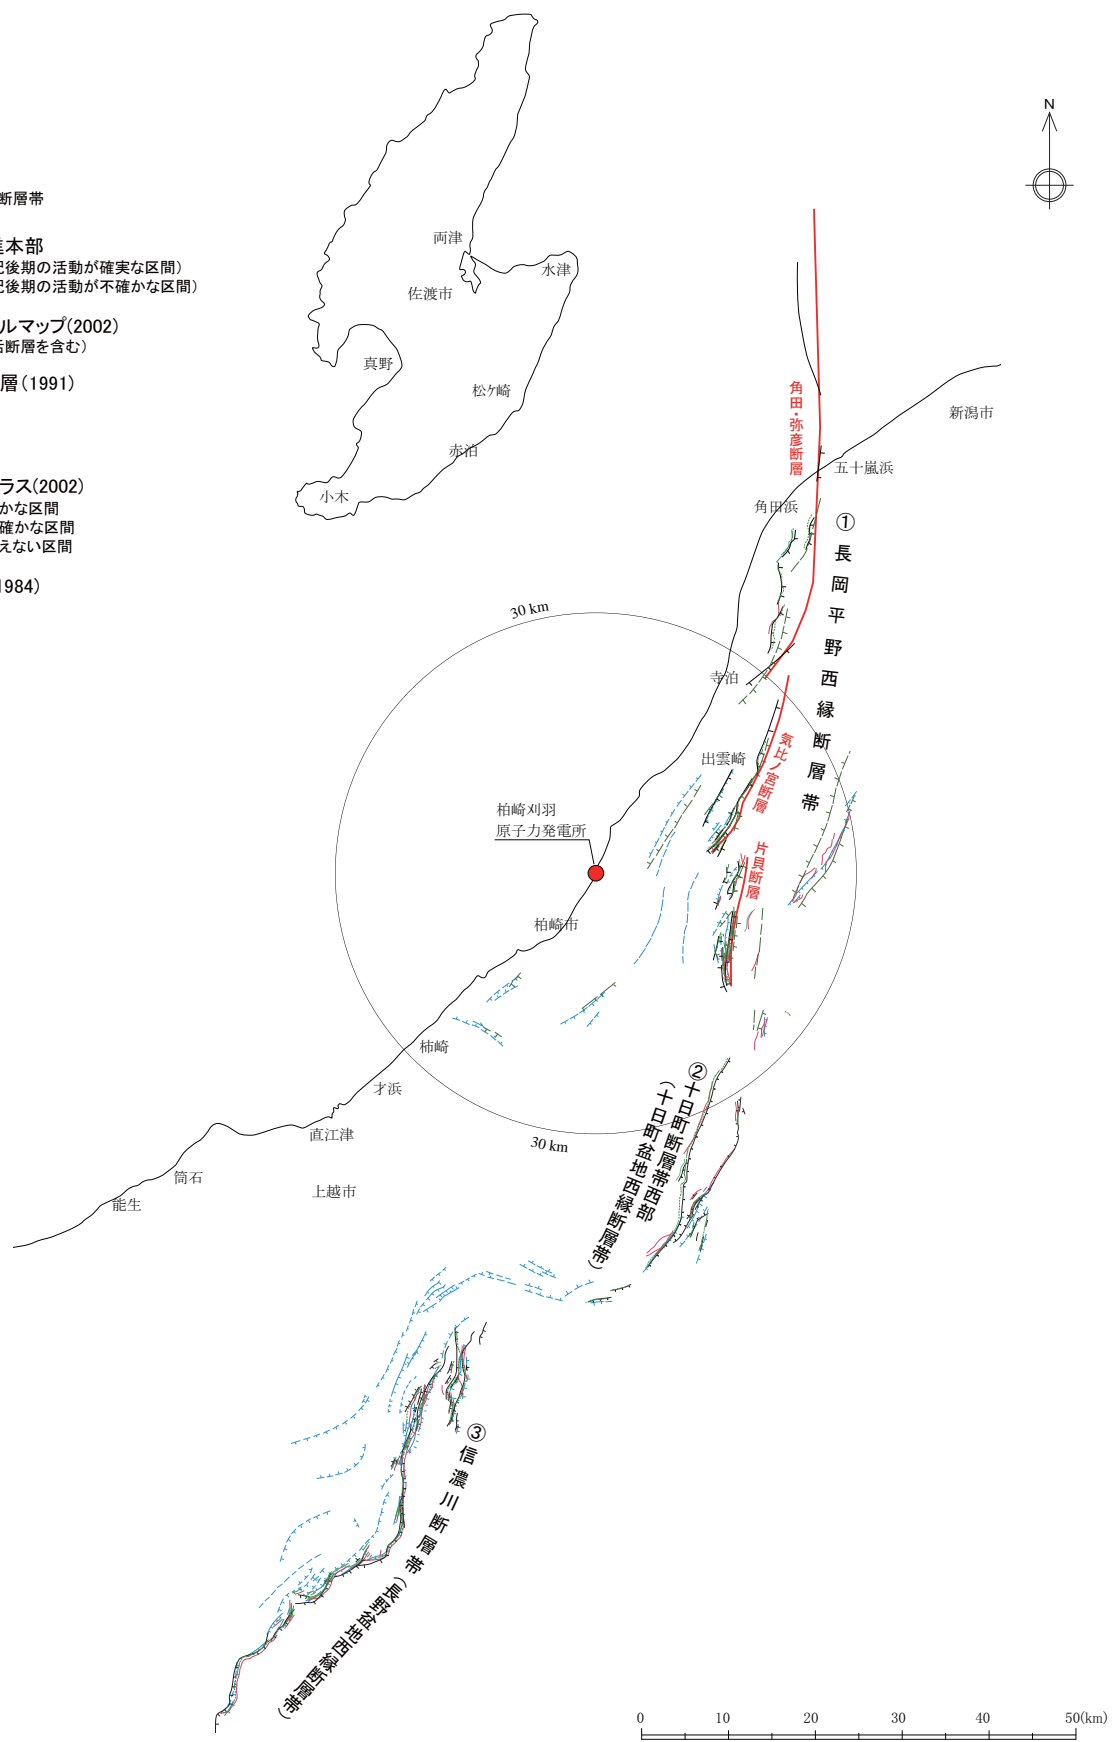 N
断層帯
進本部
紀後期の活動が確実な区間)
紀後期の活動が不確かな区間)
ルマップ(2002)
活断層を含む)
層(1991)
ラス(2002)
かな区間
確かな区間
えない区間
1984)
両津
水津
佐渡市
真野
松ケ崎
赤泊
小木
新潟市
角田・弥彦断層
五十嵐浜
角田浜
①長岡平野西縁断層帯
30 km
寺泊
気比ノ宮断層
出雲崎
柏崎刈羽
原子力発電所
片貝断層
柏崎市
柿崎
才浜
直江津
30 km
筒石
能生
上越市
②十日町断層帯西部
(十日町盆地西縁断層帯)
③信濃川断層帯(長野盆地西縁断層帯)
0 10 20 30 40 50(km)